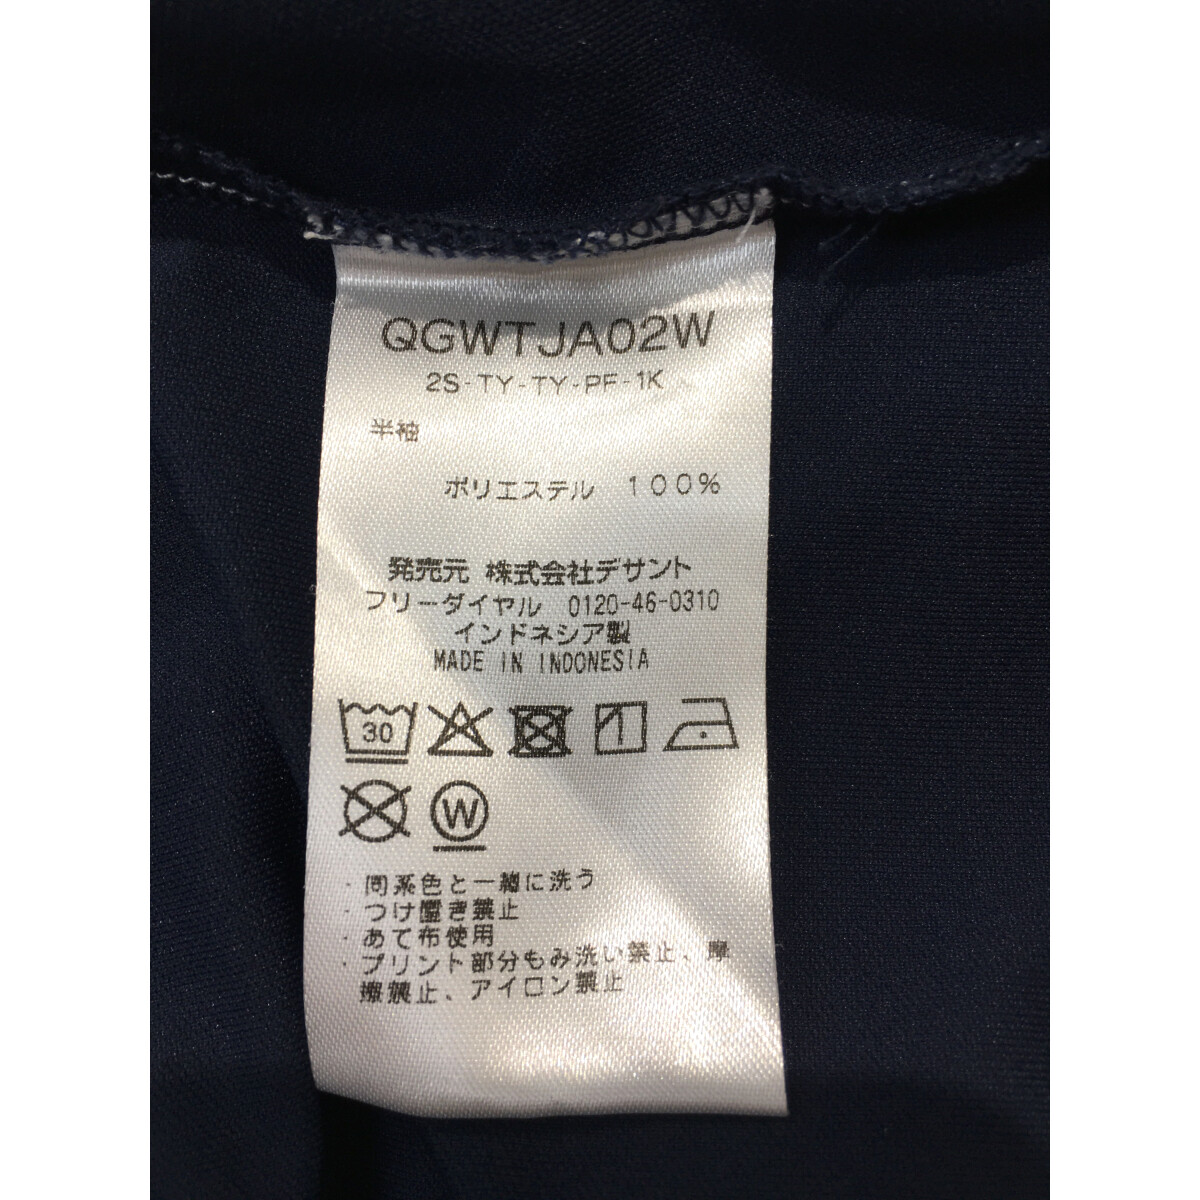 QGWTJA02W
2S-TY-TY-PF-1K
半袖
ポリエステル 100%
発売元 株式会社デサント
フリーダイヤル 0120-46-0310
インドネシア製
MADE IN INDONESIA
30
W
・同系色と一緒に洗う
・つけ置き禁止
・あて布使用
・プリント部分もみ洗い禁止、摩
擦禁止、アイロン禁止